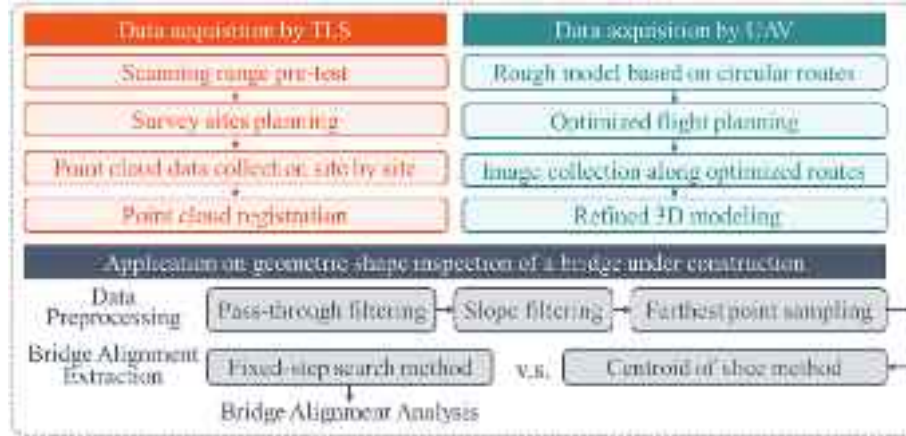 Data acquisition by TLS
Scanning range pre-test
Survey sites planning
Point cloud data collection site by site
Point cloud registration
Data acquisition by UAV
Rough model based on circular routes
Optimized flight planning
Image collection along optimized routes
Refined 3D modeling
Application on geometric shape inspection of a bridge under construction
Data
Preprocessing
Pass-through filtering
Slope filtering
Farthest point sampling
Bridge Alignment
Extraction
Fixed-step search method
v.s.
Centroid of slice method
Bridge Alignment Analysis